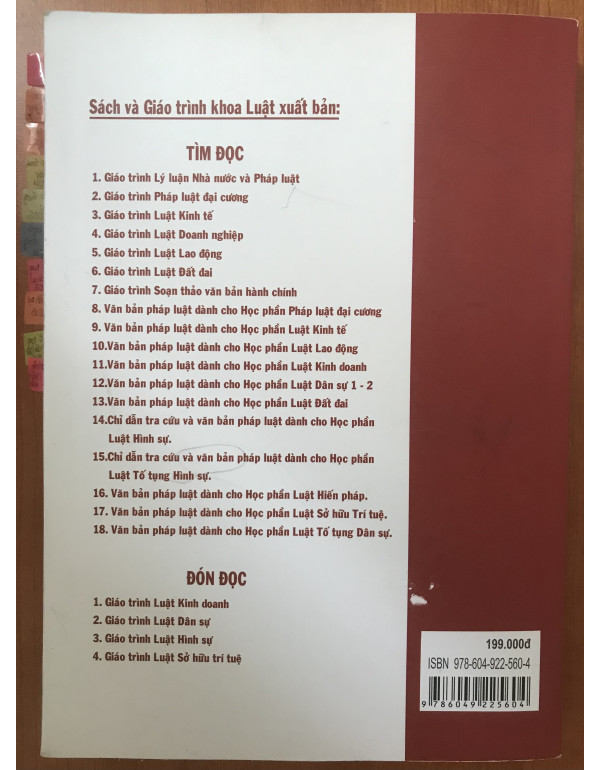 Sách và Giáo trình khoa Luật xuất bản:
TÌM ĐỌC
1. Giáo trình Lý luận Nhà nước và Pháp luật
2. Giáo trình Pháp luật đại cương
3. Giáo trình Luật Kinh tế
4. Giáo trình Luật Doanh nghiệp
5. Giáo trình Luật Lao động
6. Giáo trình Luật Đất đai
7. Giáo trình Soạn thảo văn bản hành chính
8. Văn bản pháp luật dành cho Học phần Pháp luật đại cương
9. Văn bản pháp luật dành cho Học phần Luật Kinh tế
10.Văn bản pháp luật dành cho Học phần Luật Lao động
11.Văn bản pháp luật dành cho Học phần Luật Kinh doanh
12.Văn bản pháp luật dành cho Học phần Luật Dân sự 1 - 2
13.Văn bản pháp luật dành cho Học phần Luật Đất đai
14.Chỉ dẫn tra cứu và văn bản pháp luật dành cho Học phần
Luật Hình sự.
15.Chỉ dẫn tra cứu và văn bản pháp luật dành cho Học phần
Luật Tố tụng Hình sự.
16. Văn bản pháp luật dành cho Học phần Luật Hiến pháp.
17. Văn bản pháp luật dành cho Học phần Luật Sở hữu Trí tuệ.
18. Văn bản pháp luật dành cho Học phần Luật Tố tụng Dân sự.
ĐÓN ĐỌC
1. Giáo trình Luật Kinh doanh
2. Giáo trình Luật Dân sự
3. Giáo trình Luật Hình sự
4. Giáo trình Luật Sở hữu trí tuệ
199.000đ
ISBN 978-604-922-560-4
9 786049 225604